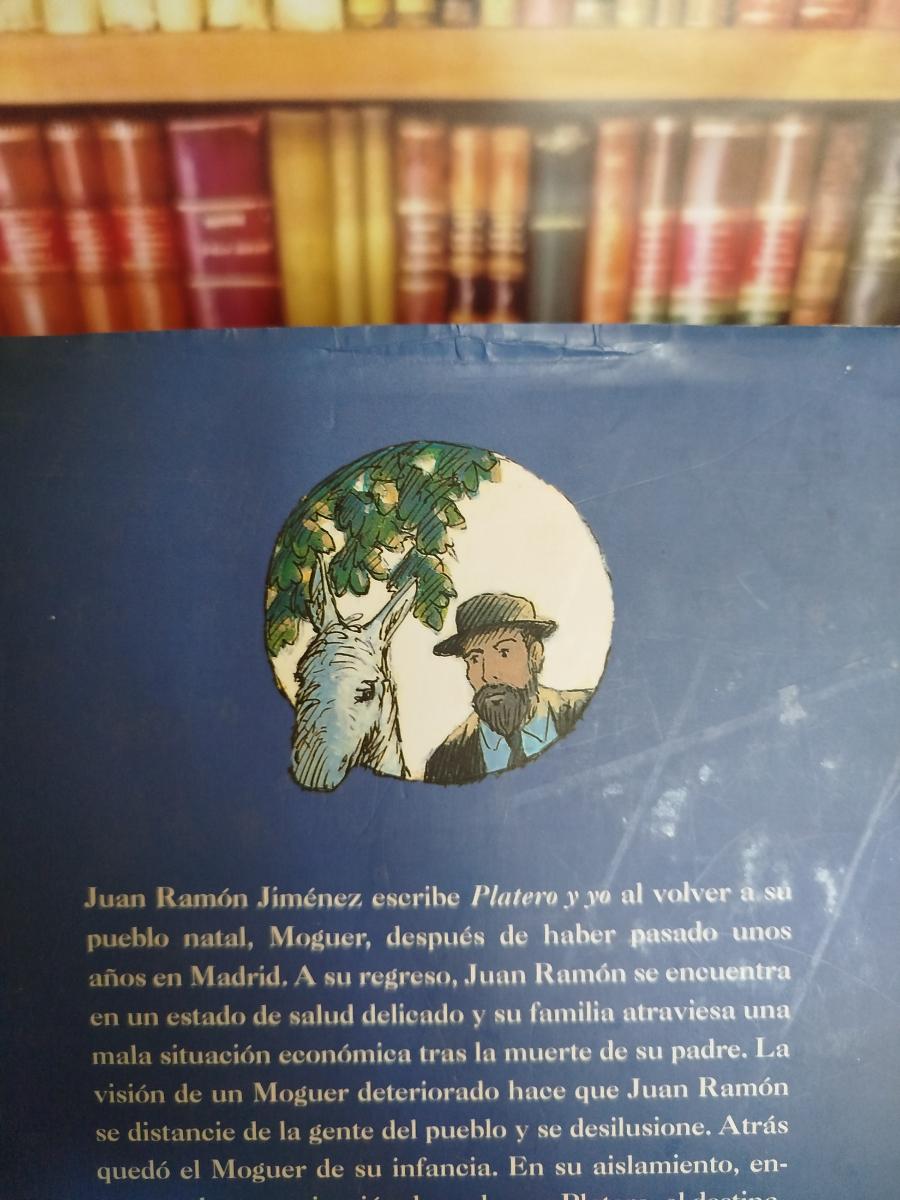 Juan Ramón Jiménez escribe Platero y yo al volver a su
pueblo natal, Moguer, después de haber pasado unos
años en Madrid. A su regreso, Juan Ramón se encuentra
en un estado de salud delicado y su familia atraviesa una
mala situación económica tras la muerte de su padre. La
visión de un Moguer deteriorado hace que Juan Ramón
se distancie de la gente del pueblo y se desilusione. Atrás
quedó el Moguer de su infancia. En su aislamiento, en-